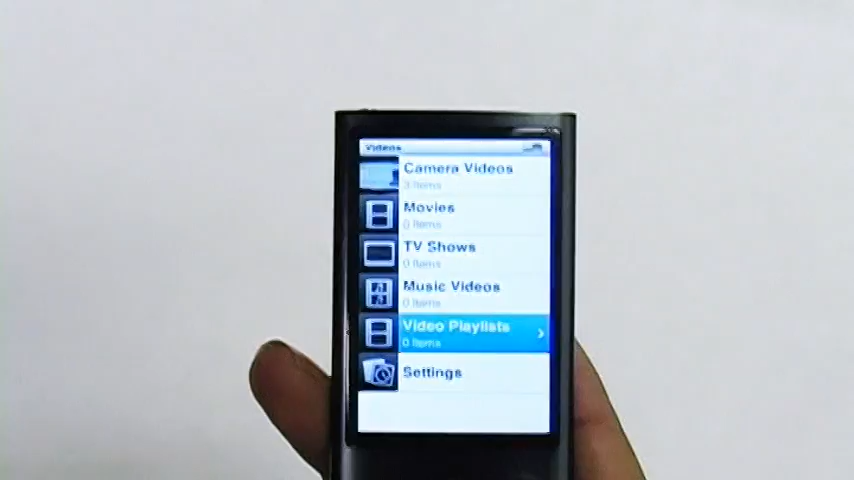 Videos
Camera Videos
3 Items
Movies
0 Items
TV Shows
0 Items
Music Videos
0 Items
Video Playlists
0 Items
Settings